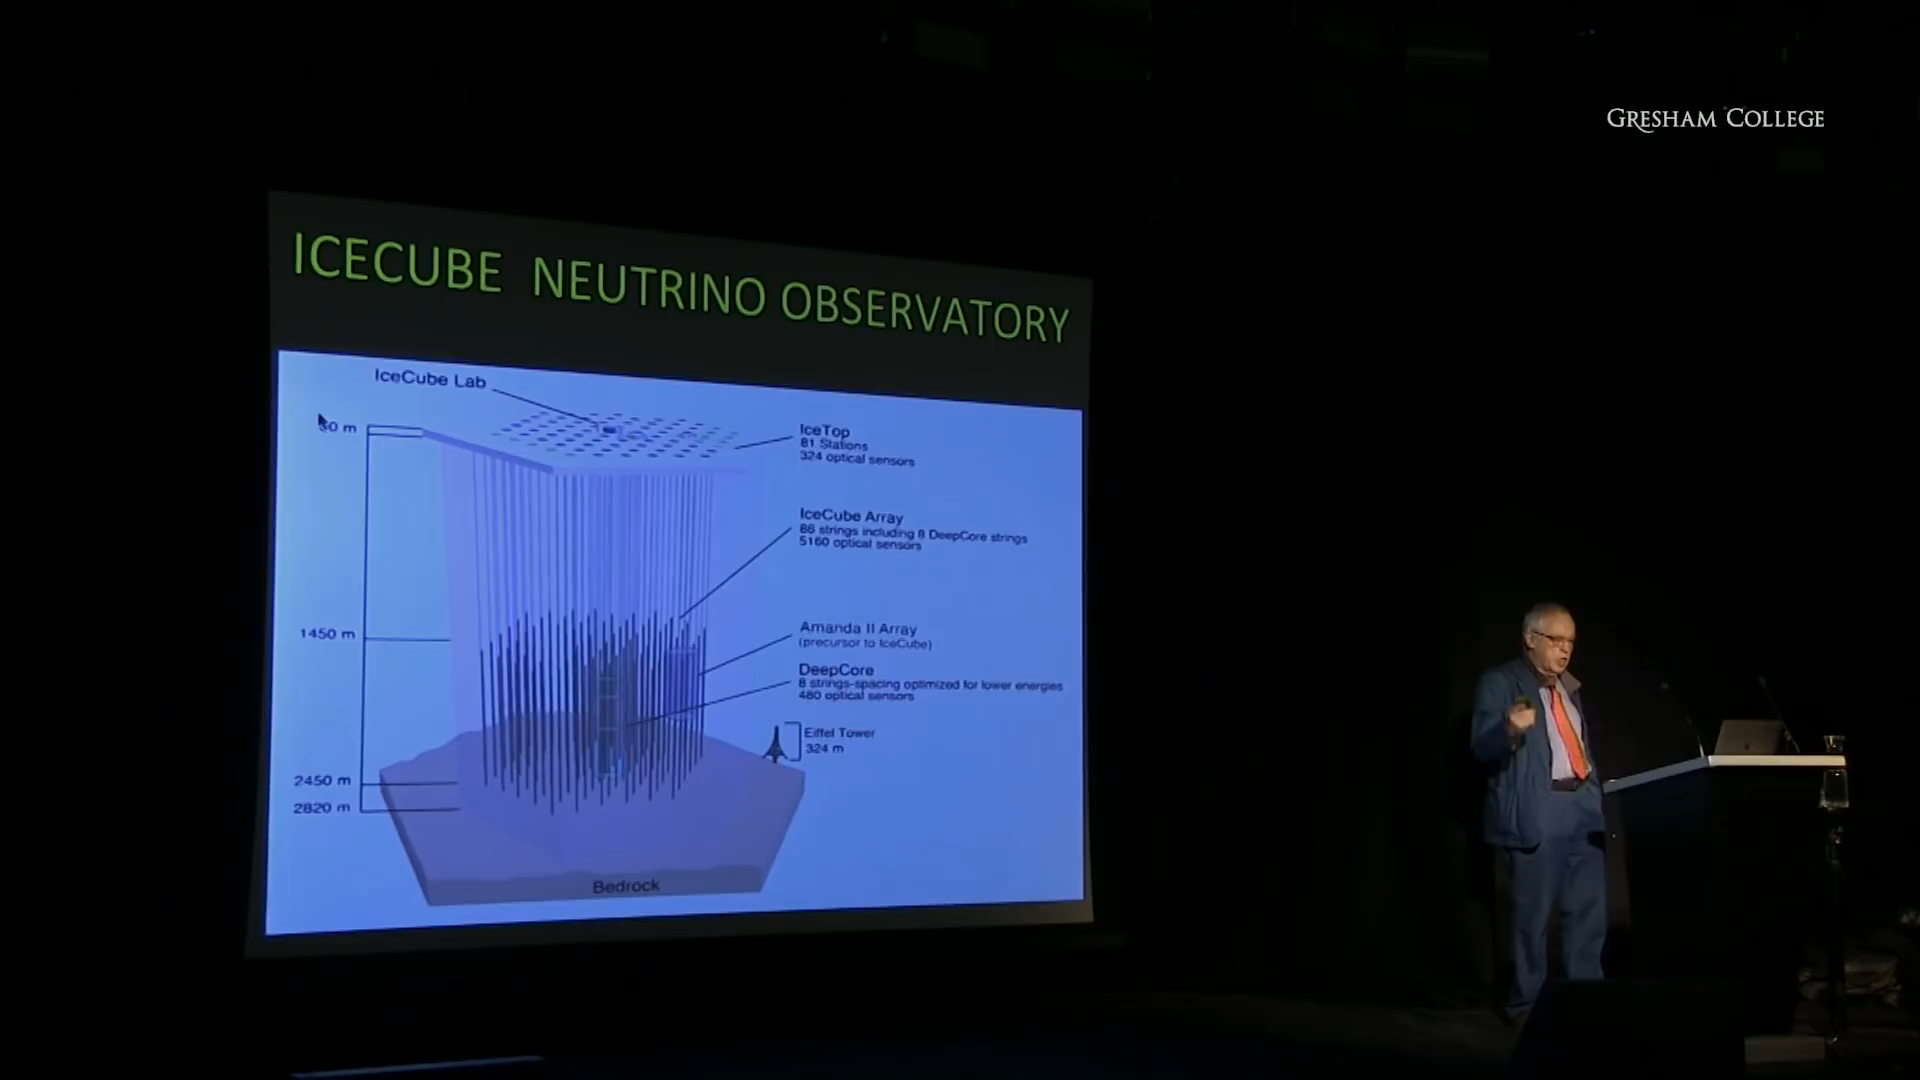 GRESHAM COLLEGE
ICECUBE NEUTRINO OBSERVATORY
IceCube Lab
50 m
IceTop
81 Stations
324 optical sensors
IceCube Array
86 strings including 8 DeepCore strings
5160 optical sensors
1450 m
Amanda II Array
(precursor to IceCube)
DeepCore
8 strings-spacing optimized for lower energies
480 optical sensors
Eiffel Tower
324 m
2450 m
2820 m
Bedrock